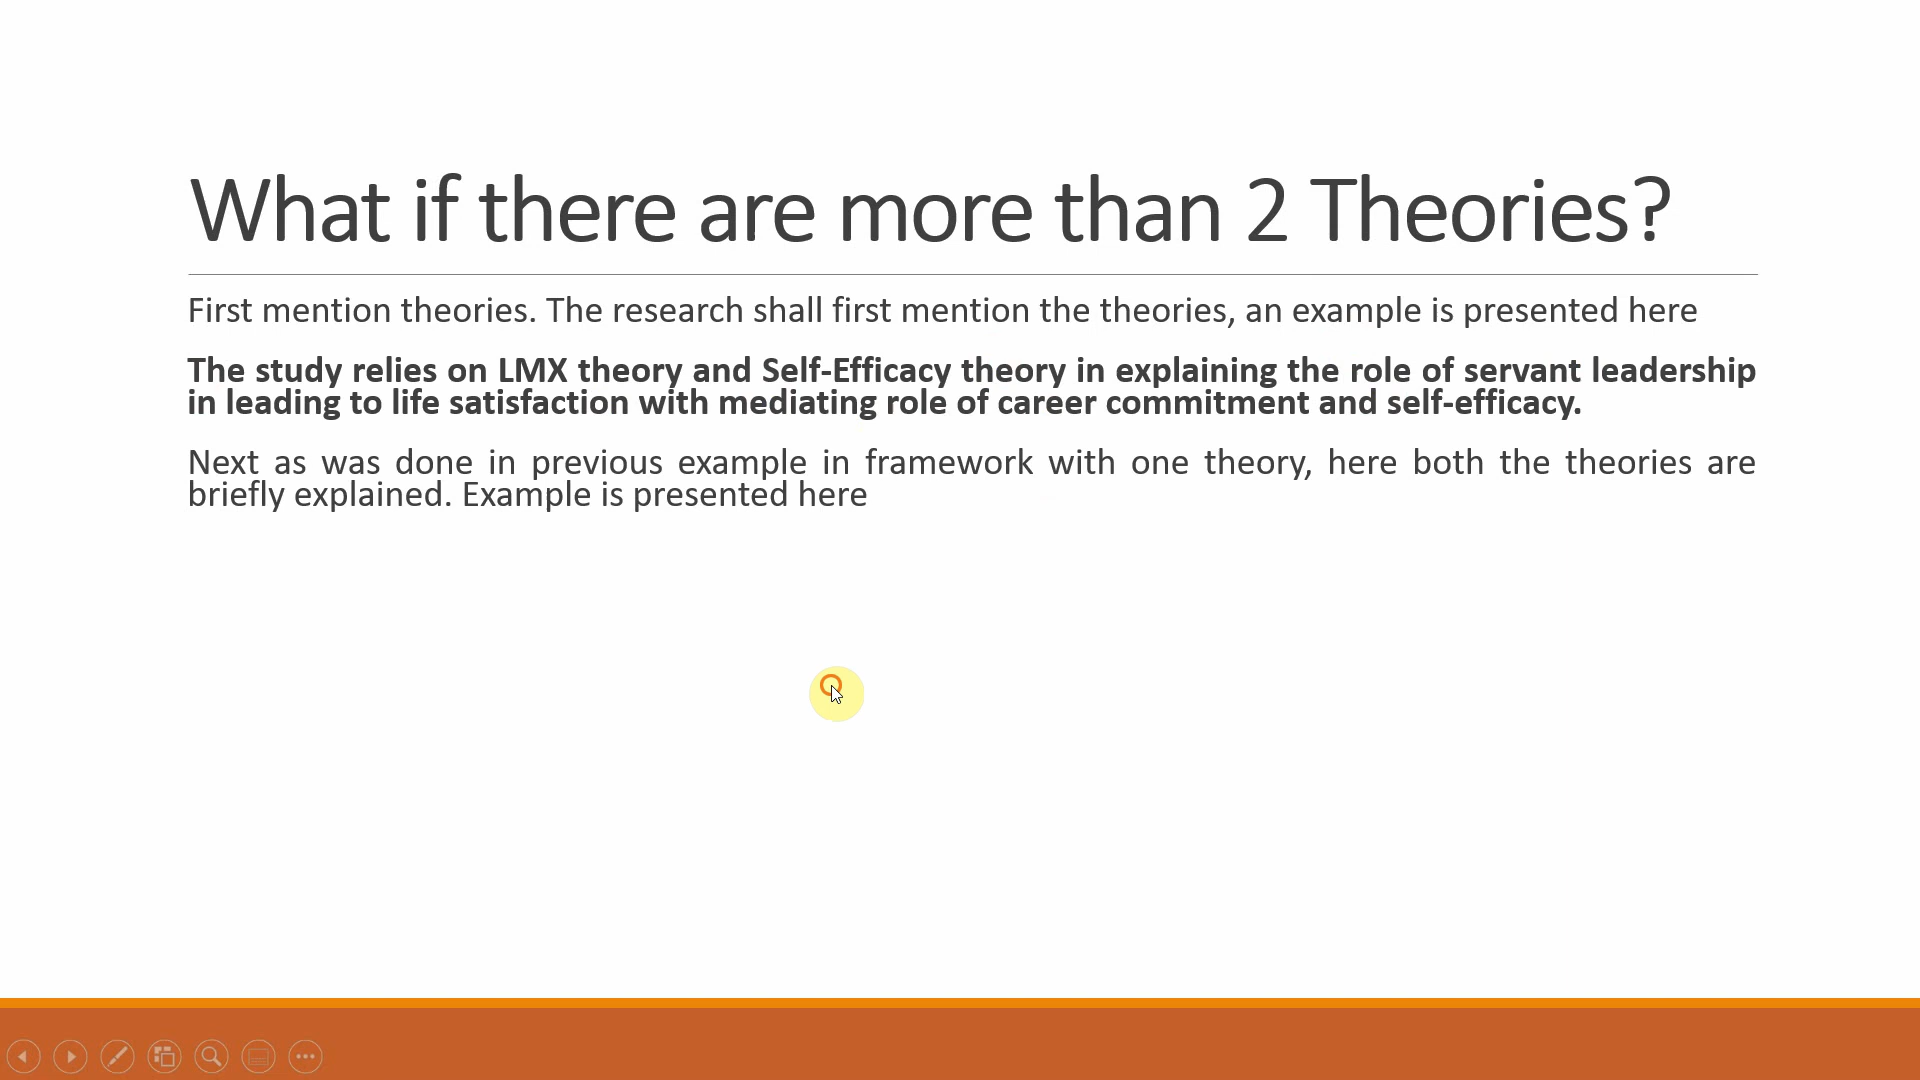 What if there are more than 2 Theories?
First mention theories. The research shall first mention the theories, an example is presented here
The study relies on LMX theory and Self-Efficacy theory in explaining the role of servant leadership
in leading to life satisfaction with mediating role of career commitment and self-efficacy.
Next as was done in previous example in framework with one theory, here both the theories are
briefly explained. Example is presented here